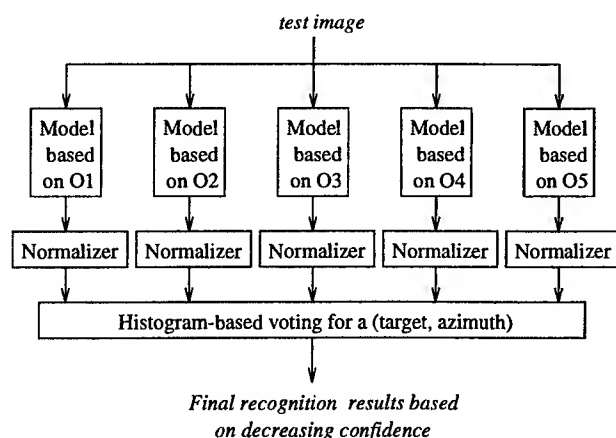 test image
Model based on O1
Model based on O2
Model based on O3
Model based on O4
Model based on O5
Normalizer
Normalizer
Normalizer
Normalizer
Normalizer
Histogram-based voting for a (target, azimuth)
Final recognition results based
on decreasing confidence